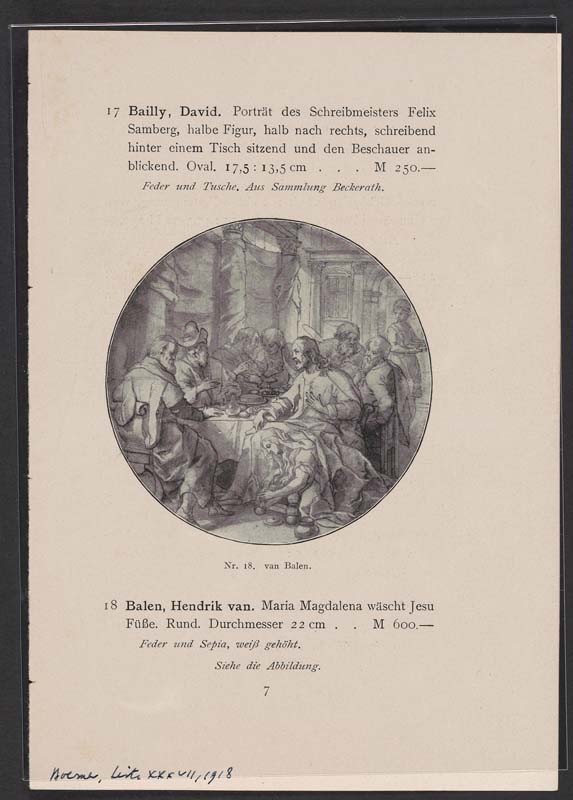 17 Bailly, David. Porträt des Schreibmeisters Felix
Samberg, halbe Figur, halb nach rechts, schreibend
hinter einem Tisch sitzend und den Beschauer an-
blickend. Oval. 17,5 : 13,5 cm . . . M 250.—
Feder und Tusche. Aus Sammlung Beckerath.
Nr. 18. van Balen.
18 Balen, Hendrik van. Maria Magdalena wäscht Jesu
Füße. Rund. Durchmesser 22 cm . . M 600.—
Feder und Sepia, weiß gehöht.
Siehe die Abbildung.
7
Boerner, Liste XXXVII, 1918